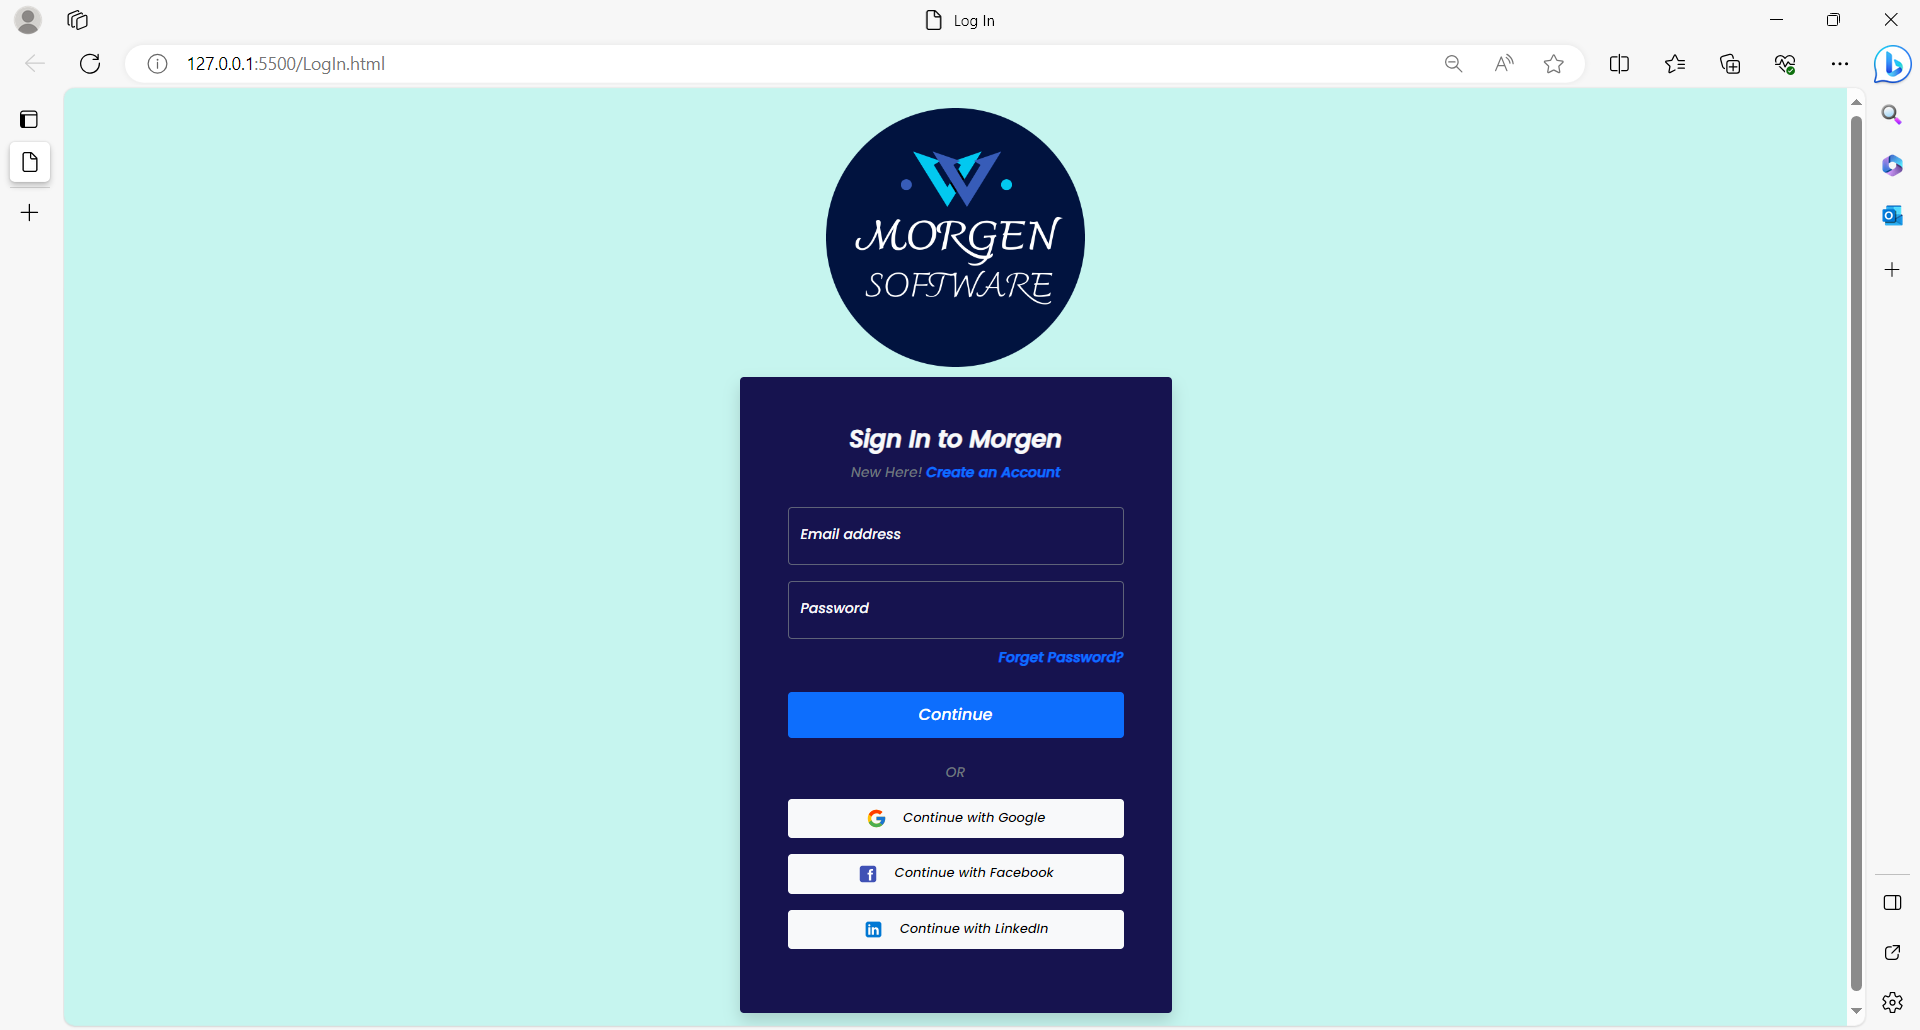 Log In
127.0.0.1:5500/LogIn.html
MORGEN
SOFTWARE
Sign In to Morgen
New Here! Create an Account
Email address
Password
Forget Password?
Continue
OR
Continue with Google
Continue with Facebook
Continue with LinkedIn